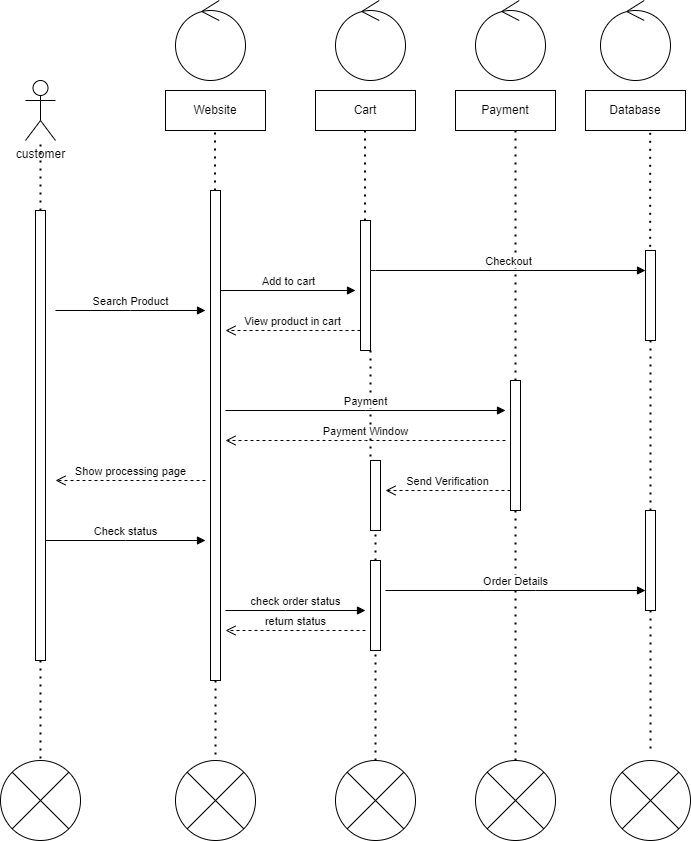 Website
Cart
Payment
Database
customer
Checkout
Add to cart
Search Product
View product in cart
Payment
Payment Window
Show processing page
Send Verification
Check status
Order Details
check order status
return status